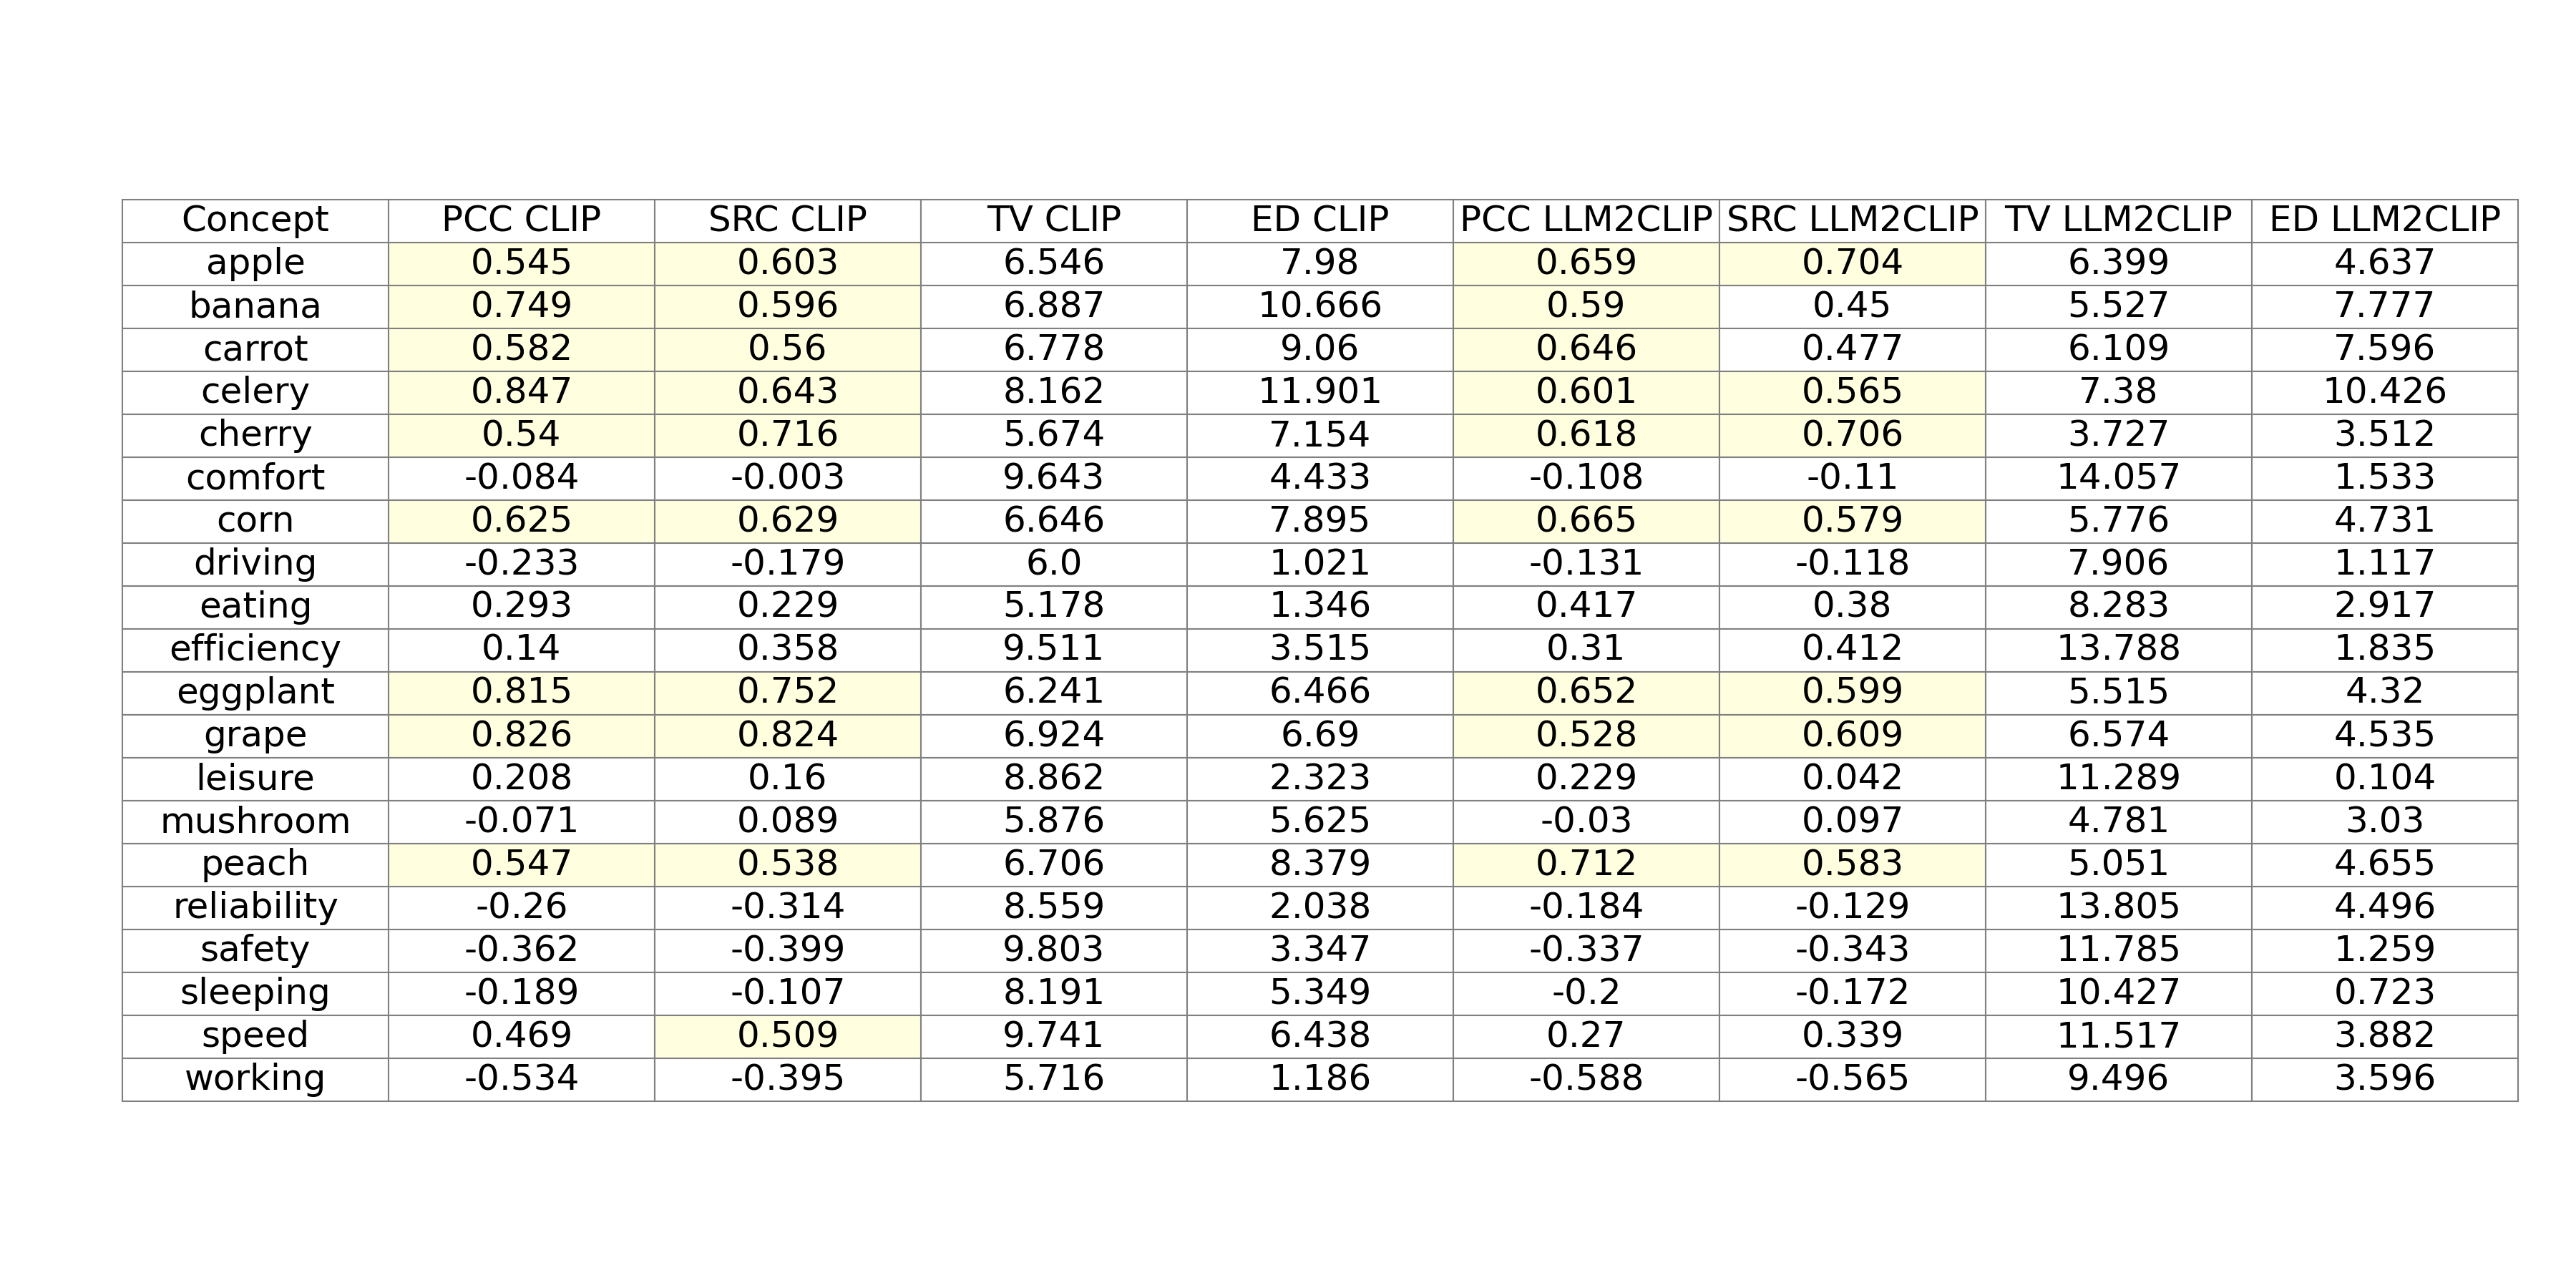 Concept PCC CLIP SRC CLIP TV CLIP ED CLIP PCC LLM2CLIP SRC LLM2CLIP TV LLM2CLIP ED LLM2CLIP
apple 0.545 0.603 6.546 7.98 0.659 0.704 6.399 4.637
banana 0.749 0.596 6.887 10.666 0.59 0.45 5.527 7.777
carrot 0.582 0.56 6.778 9.06 0.646 0.477 6.109 7.596
celery 0.847 0.643 8.162 11.901 0.601 0.565 7.38 10.426
cherry 0.54 0.716 5.674 7.154 0.618 0.706 3.727 3.512
comfort -0.084 -0.003 9.643 4.433 -0.108 -0.11 14.057 1.533
corn 0.625 0.629 6.646 7.895 0.665 0.579 5.776 4.731
driving -0.233 -0.179 6.0 1.021 -0.131 -0.118 7.906 1.117
eating 0.293 0.229 5.178 1.346 0.417 0.38 8.283 2.917
efficiency 0.14 0.358 9.511 3.515 0.31 0.412 13.788 1.835
eggplant 0.815 0.752 6.241 6.466 0.652 0.599 5.515 4.32
grape 0.826 0.824 6.924 6.69 0.528 0.609 6.574 4.535
leisure 0.208 0.16 8.862 2.323 0.229 0.042 11.289 0.104
mushroom -0.071 0.089 5.876 5.625 -0.03 0.097 4.781 3.03
peach 0.547 0.538 6.706 8.379 0.712 0.583 5.051 4.655
reliability -0.26 -0.314 8.559 2.038 -0.184 -0.129 13.805 4.496
safety -0.362 -0.399 9.803 3.347 -0.337 -0.343 11.785 1.259
sleeping -0.189 -0.107 8.191 5.349 -0.2 -0.172 10.427 0.723
speed 0.469 0.509 9.741 6.438 0.27 0.339 11.517 3.882
working -0.534 -0.395 5.716 1.186 -0.588 -0.565 9.496 3.596